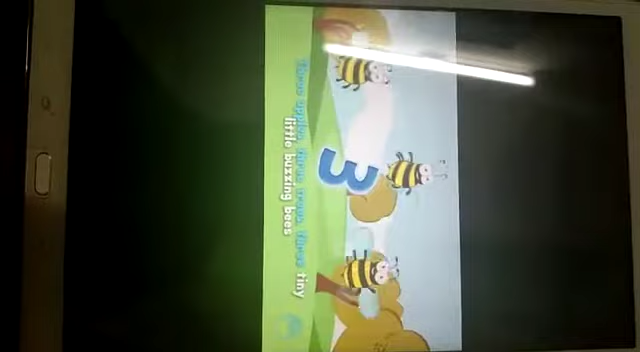 3
three apples, three trees, three tiny
little buzzing bees